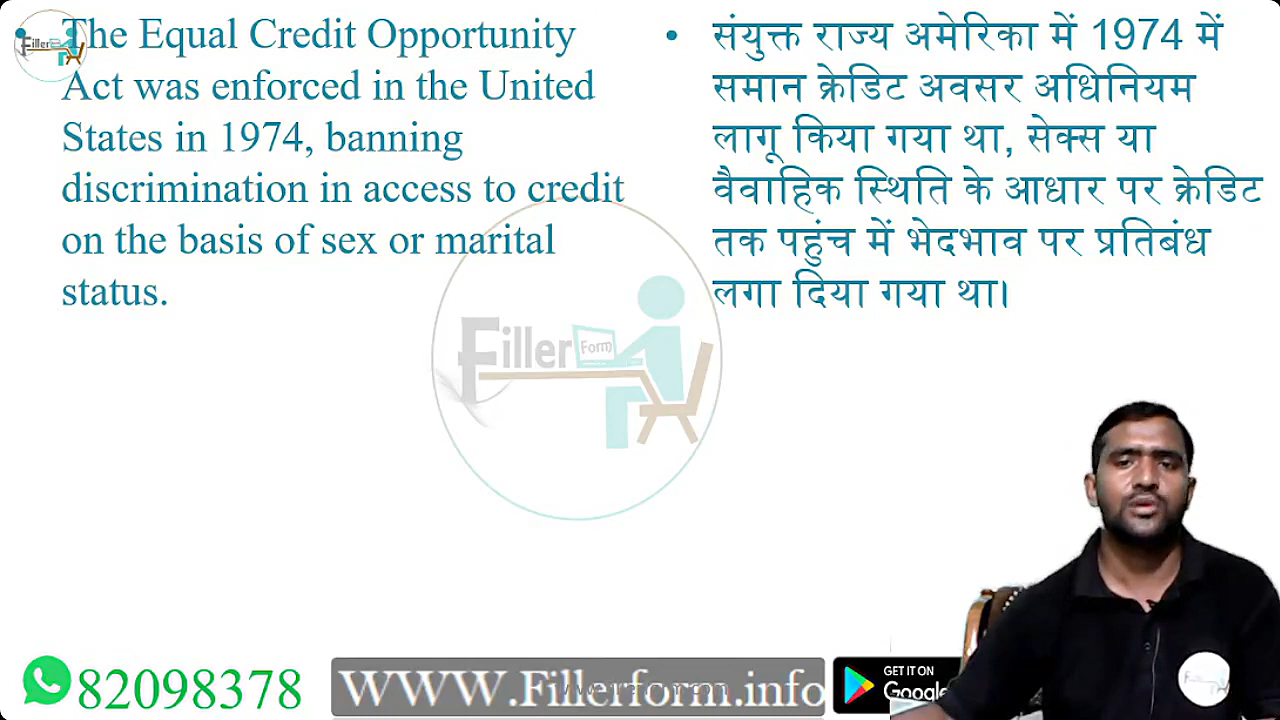 The Equal Credit Opportunity
Act was enforced in the United
States in 1974, banning
discrimination in access to credit
on the basis of sex or marital
status.
संयुक्त राज्य अमेरिका में 1974 में
समान क्रेडिट अवसर अधिनियम
लागू किया गया था, सेक्स या
वैवाहिक स्थिति के आधार पर क्रेडिट
तक पहुंच में भेदभाव पर प्रतिबंध
लगा दिया गया था।
Filler Form
82098378
WWW.Fillerform.info
GET IT ON
Google